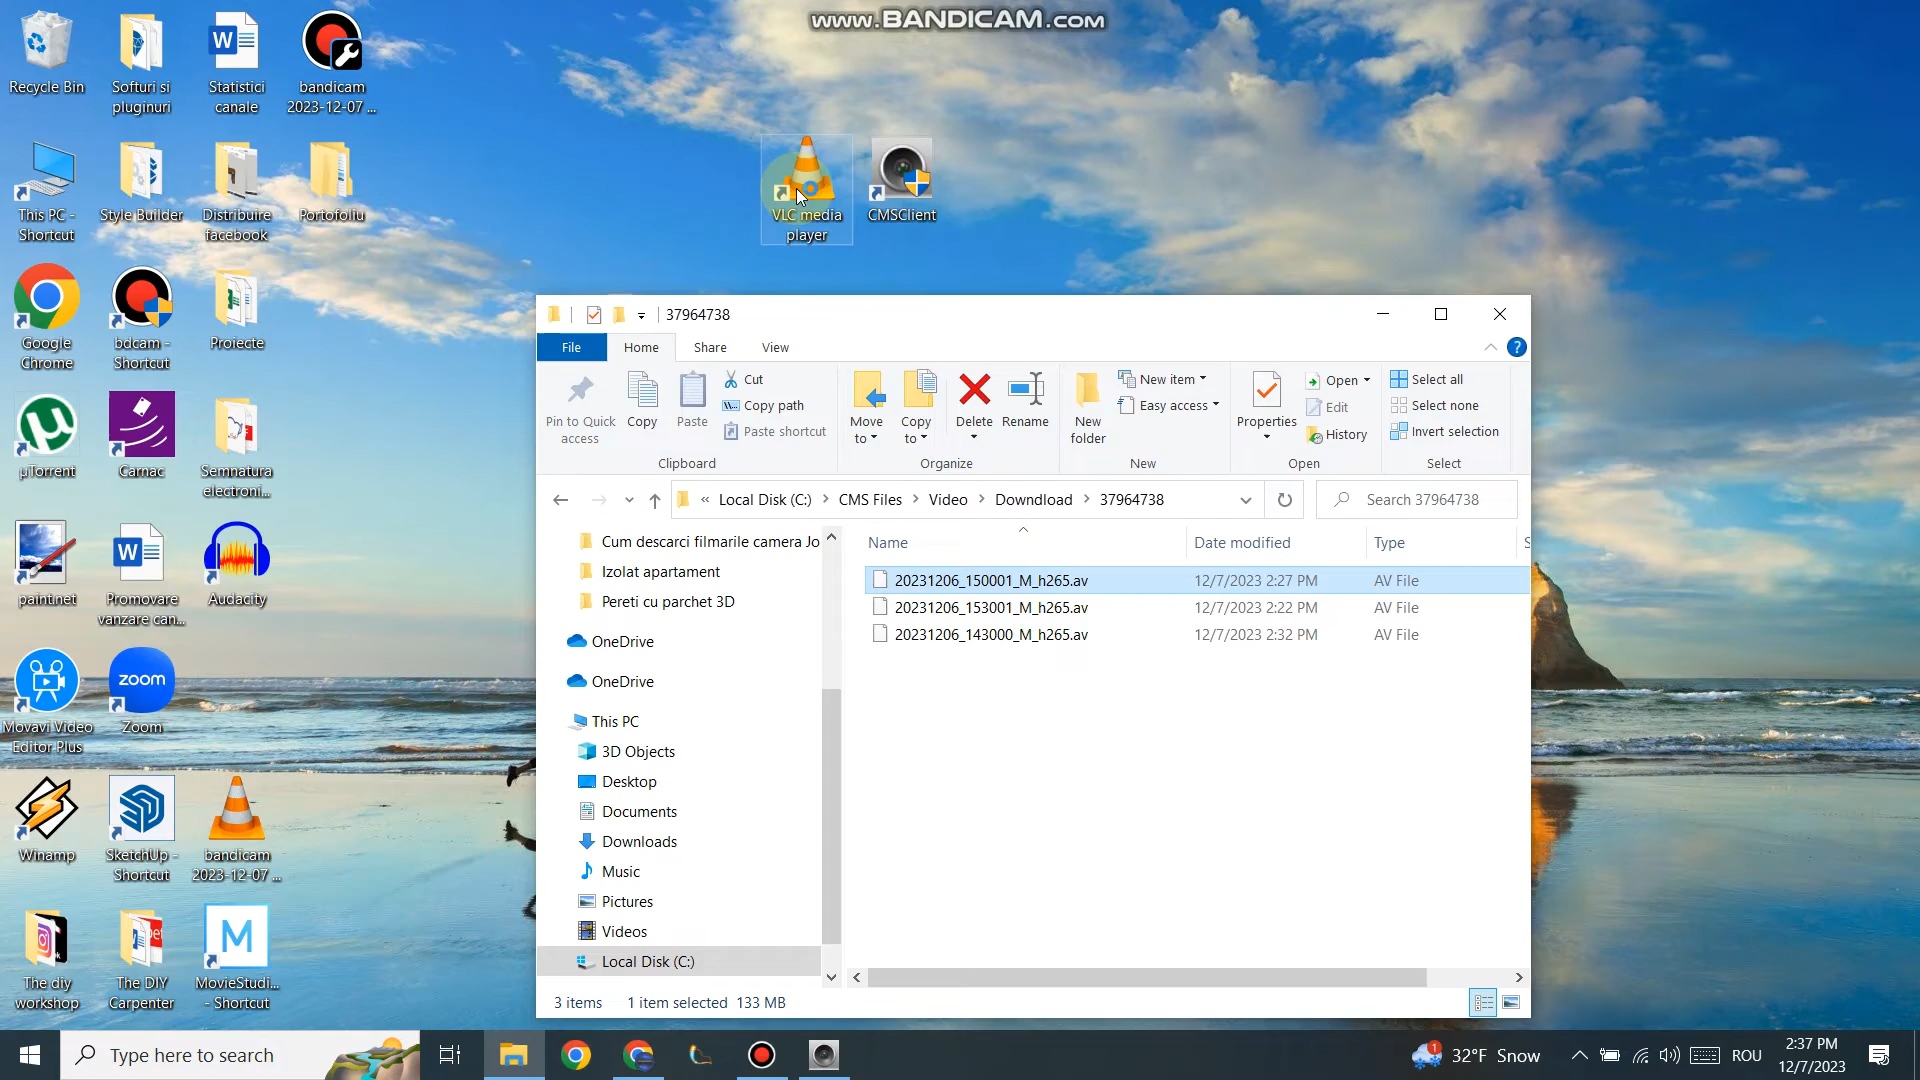 www.BANDICAM.com
Recycle Bin
Softuri si
pluginuri
Statistici
canale
bandicam
2023-12-07 ...
This PC -
Shortcut
Style Builder
Distribuire
facebook
Portofoliu
VLC media
player
CMSClient
Google
Chrome
bdcam -
Shortcut
Proiecte
µTorrent
Carnac
Semnatura
electroni...
paint.net
Promovare
vanzare can...
Audacity
Movavi Video
Editor Plus
zoom
Zoom
Winamp
SketchUp -
Shortcut
bandicam
2023-12-07 ...
The diy
workshop
The DIY
Carpenter
MovieStudi...
- Shortcut
37964738
File Home Share View
Pin to Quick
access
Copy
Paste
Cut
Copy path
Paste shortcut
Clipboard
Move
to
Copy
to
Delete
Rename
Organize
New
folder
New item
Easy access
New
Properties
Open
Edit
History
Open
Select all
Select none
Invert selection
Select
« Local Disk (C:) > CMS Files > Video > Downdload > 37964738
Search 37964738
Cum descarci filmarile camera Jo
Izolat apartament
Pereti cu parchet 3D
OneDrive
OneDrive
This PC
3D Objects
Desktop
Documents
Downloads
Music
Pictures
Videos
Local Disk (C:)
Name Date modified Type S
20231206_150001_M_h265.av 12/7/2023 2:27 PM AV File
20231206_153001_M_h265.av 12/7/2023 2:22 PM AV File
20231206_143000_M_h265.av 12/7/2023 2:32 PM AV File
3 items 1 item selected 133 MB
Type here to search
1
32°F Snow
ROU
2:37 PM
12/7/2023